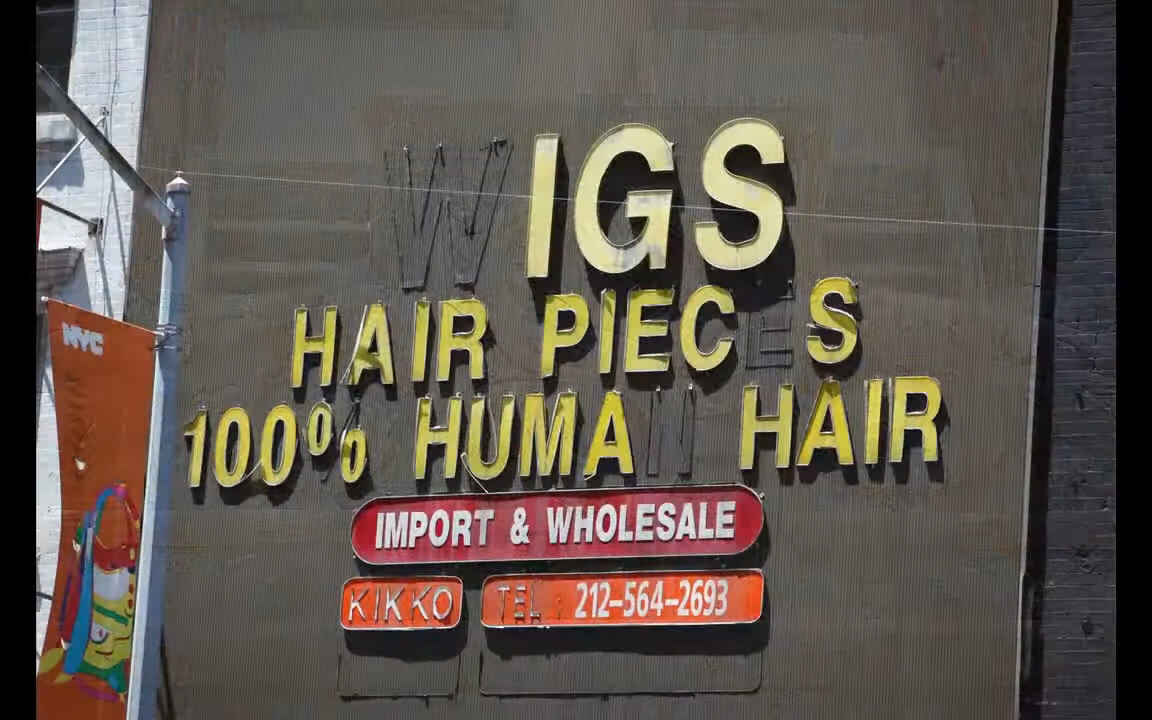 NYC
WIGS
HAIR PIECES
100% HUMAN HAIR
IMPORT & WHOLESALE
KIKKO TEL : 212-564-2693